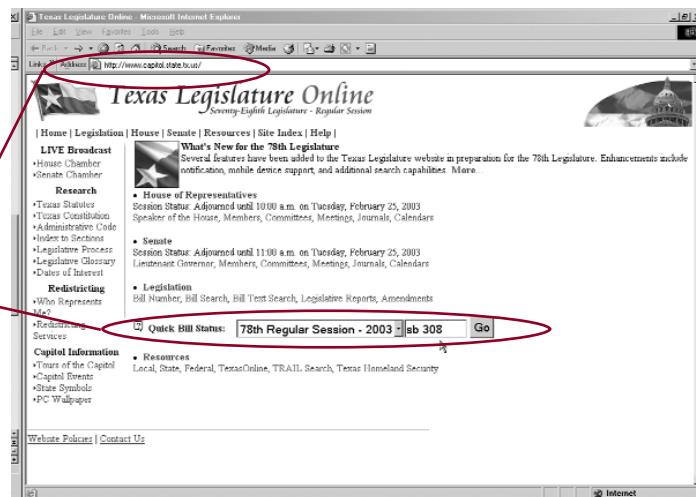 Texas Legislature Online - Microsoft Internet Explorer
File Edit View Favorites Tools Help
Back Search Favorites Media
Links Address http://www.capitol.state.tx.us/
Texas Legislature Online
Seventy-Eighth Legislature - Regular Session
| Home | Legislation | House | Senate | Resources | Site Index | Help |
LIVE Broadcast
House Chamber
Senate Chamber
Research
Texas Statutes
Texas Constitution
Administrative Code
Index to Sections
Legislative Process
Legislative Glossary
Dates of Interest
Redistricting
Who Represents
Me?
Redistricting
Services
Capitol Information
Tours of the Capitol
Capitol Events
State Symbols
PC Wallpaper
What's New for the 78th Legislature
Several features have been added to the Texas Legislature website in preparation for the 78th Legislature. Enhancements include
notification, mobile device support, and additional search capabilities. More...
• House of Representatives
Session Status: Adjourned until 10:00 a.m. on Tuesday, February 25, 2003
Speaker of the House, Members, Committees, Meetings, Journals, Calendars
• Senate
Session Status: Adjourned until 11:00 a.m. on Tuesday, February 25, 2003
Lieutenant Governor, Members, Committees, Meetings, Journals, Calendars
• Legislation
Bill Number, Bill Search, Bill Text Search, Legislative Reports, Amendments
Quick Bill Status: 78th Regular Session - 2003 sb 308 Go
• Resources
Local, State, Federal, TexasOnline, TRAIL Search, Texas Homeland Security
Website Policies | Contact Us
Internet